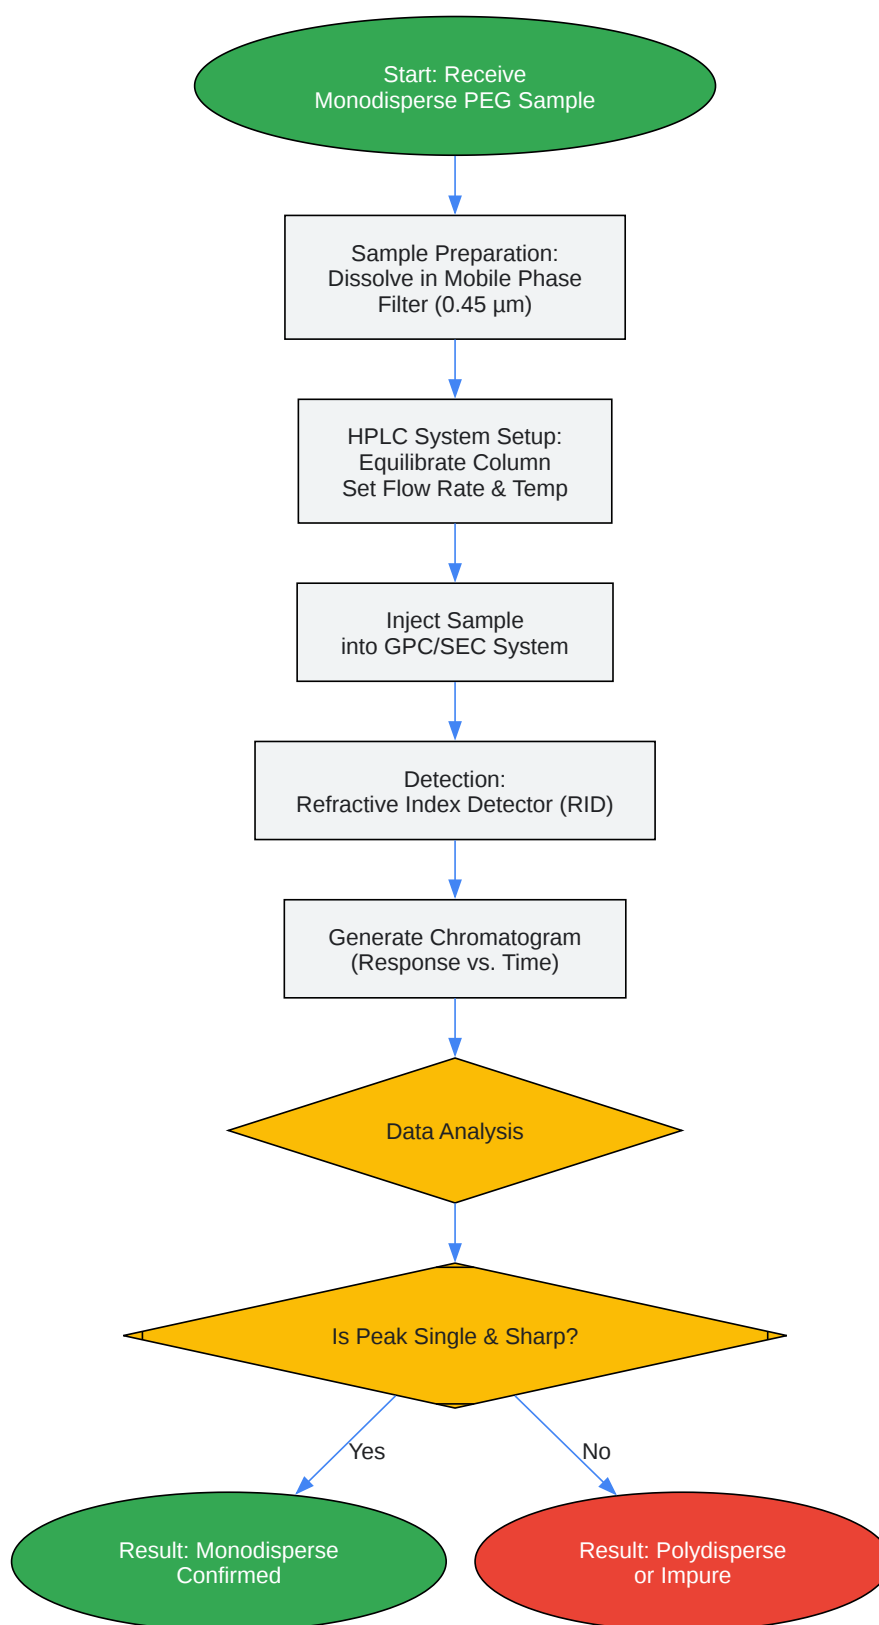 Start: Receive
Monodisperse PEG Sample
Sample Preparation:
Dissolve in Mobile Phase
Filter (0.45 µm)
HPLC System Setup:
Equilibrate Column
Set Flow Rate & Temp
Inject Sample
into GPC/SEC System
Detection:
Refractive Index Detector (RID)
Generate Chromatogram
(Response vs. Time)
Data Analysis
Is Peak Single & Sharp?
Yes
No
Result: Monodisperse
Confirmed
Result: Polydisperse
or Impure